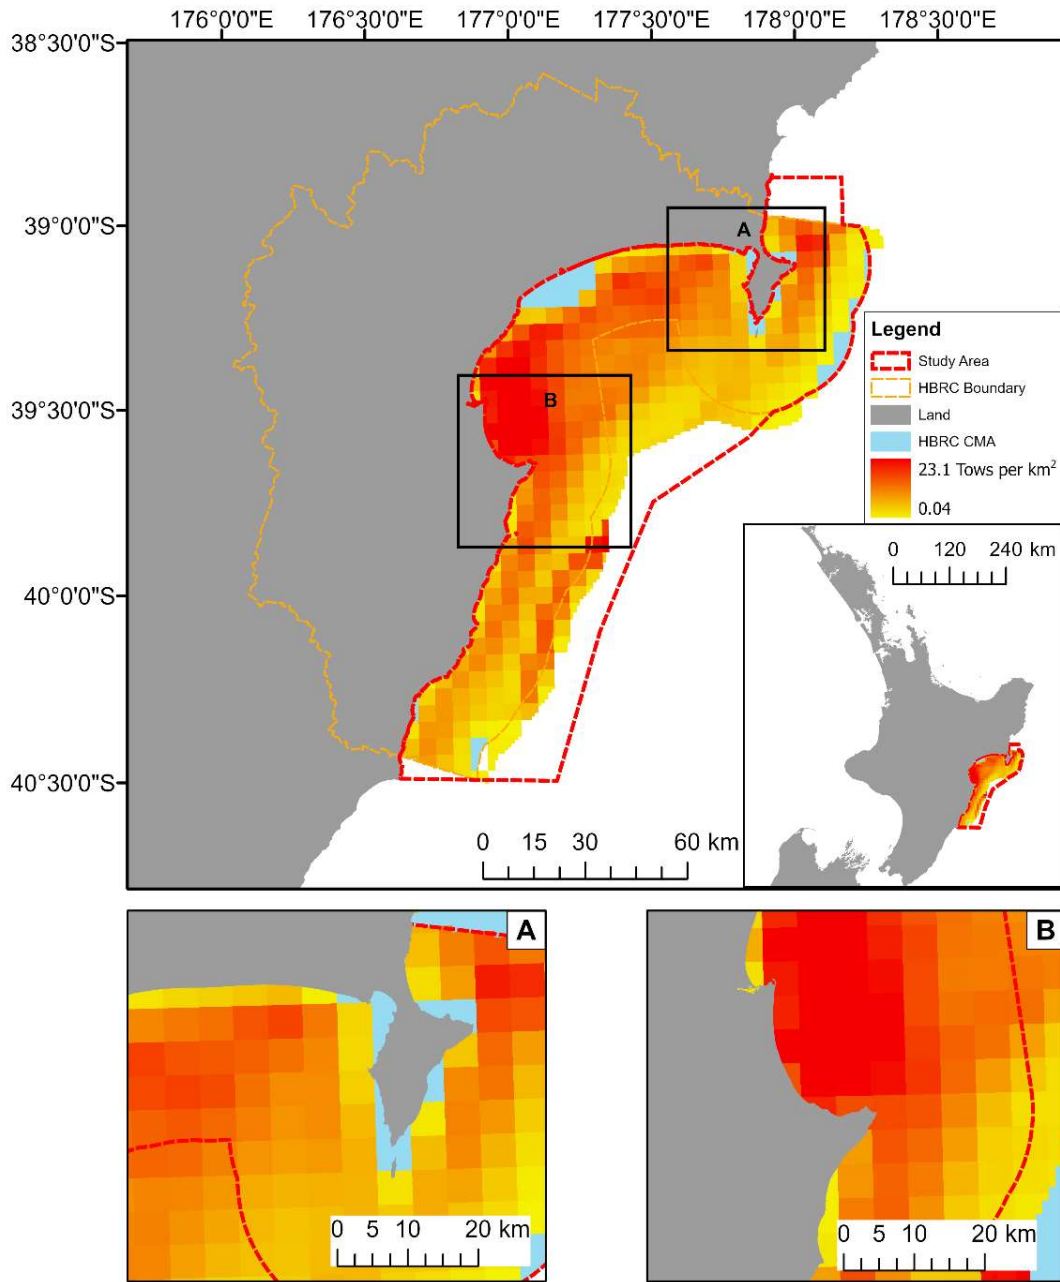 176°0'0"E 176°30'0"E 177°0'0"E 177°30'0"E 178°0'0"E 178°30'0"E
38°30'0"S
39°0'0"S
39°30'0"S
40°0'0"S
40°30'0"S
A
B
Legend
Study Area
HBRC Boundary
Land
HBRC CMA
23.1 Tows per km²
0.04
0 120 240 km
0 15 30 60 km
A
0 5 10 20 km
B
0 5 10 20 km